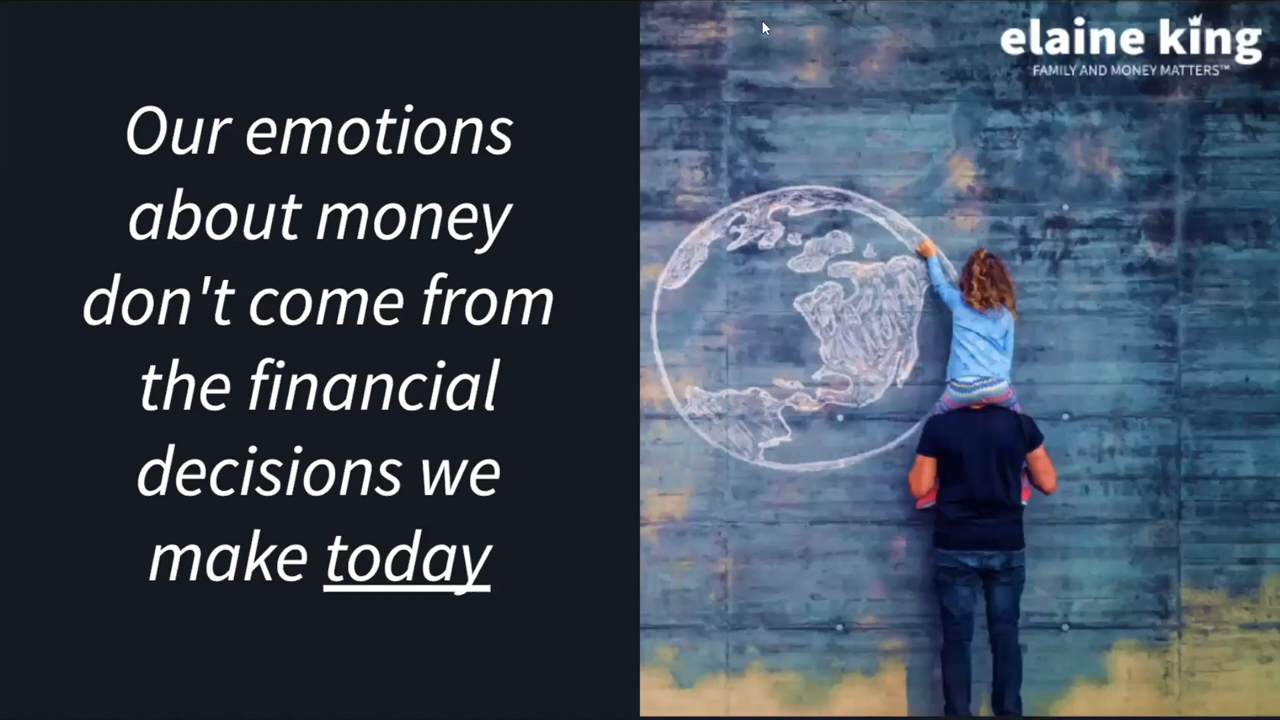 Our emotions
about money
don't come from
the financial
decisions we
make today
elaine king
FAMILY AND MONEY MATTERS™